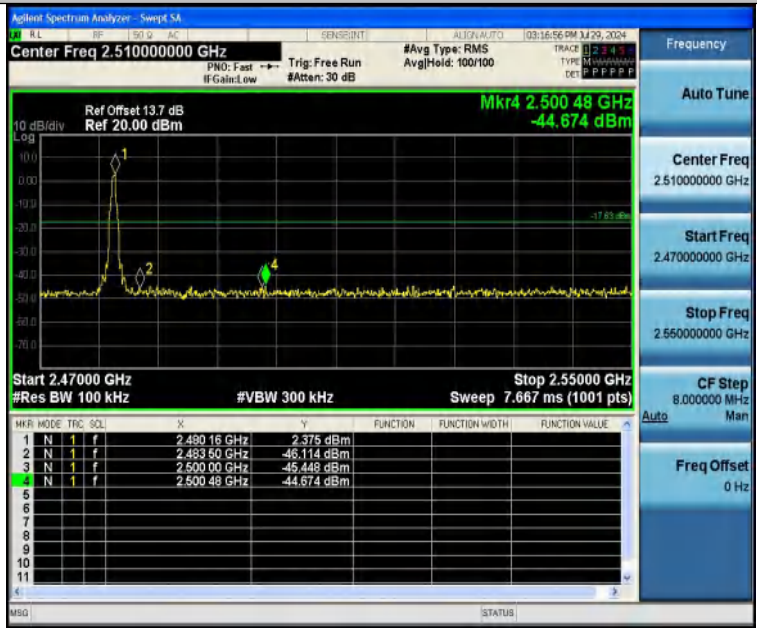 Agilent Spectrum Analyzer - Swept SA
RL RF 50 Ω AC SENSE:INT ALIGN AUTO 03:16:56 PM Jul 29, 2024
Center Freq 2.510000000 GHz
#Avg Type: RMS
TRACE 1 2 3 4 5 6
PNO: Fast Trig: Free Run Avg|Hold: 100/100
TYPE M WWWWW
IFGain:Low #Atten: 30 dB
DET P P P P P P
Mkr4 2.500 48 GHz
Ref Offset 13.7 dB
10 dB/div Ref 20.00 dBm
-44.674 dBm
Log
10.0
0.00
-10.0
-20.0
-30.0
-40.0
-50.0
-60.0
-70.0
1
2
4
-17.63 dBm
Start 2.47000 GHz Stop 2.55000 GHz
#Res BW 100 kHz #VBW 300 kHz Sweep 7.667 ms (1001 pts)
MKR MODE TRC SCL X Y FUNCTION FUNCTION WIDTH FUNCTION VALUE
1 N 1 f 2.480 16 GHz 2.375 dBm
2 N 1 f 2.483 50 GHz -46.114 dBm
3 N 1 f 2.500 00 GHz -45.448 dBm
4 N 1 f 2.500 48 GHz -44.674 dBm
5
6
7
8
9
10
11
MSG STATUS
Frequency
Auto Tune
Center Freq
2.510000000 GHz
Start Freq
2.470000000 GHz
Stop Freq
2.550000000 GHz
CF Step
8.000000 MHz
Auto Man
Freq Offset
0 Hz